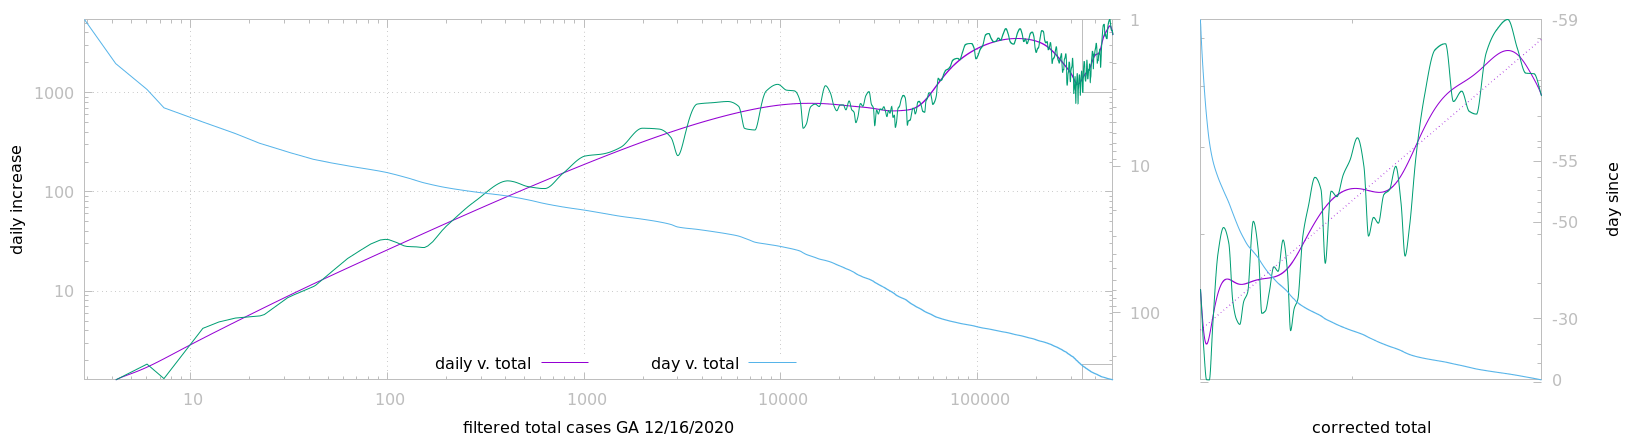 1000
100
10
daily increase
10
100
1000
10000
100000
filtered total cases GA 12/16/2020
daily v. total
day v. total
1
10
100
-59
-55
-50
-30
0
day since
corrected total